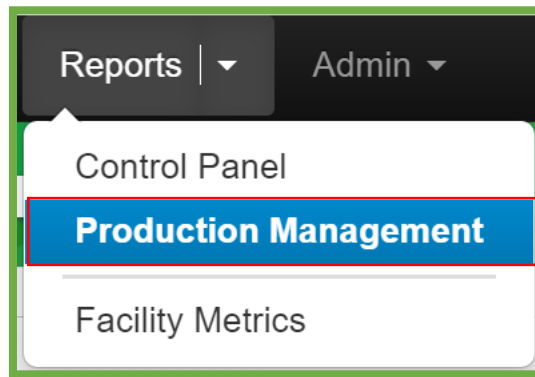 Reports Admin
Control Panel
Production Management
Facility Metrics